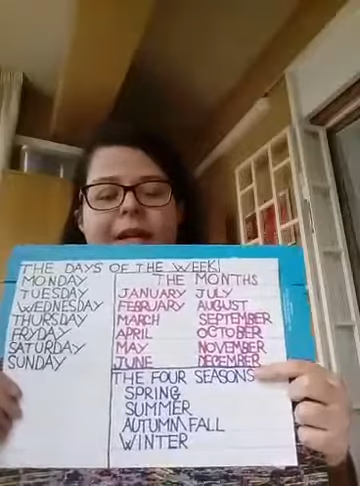 THE DAYS OF THE WEEK
MONDAY
TUESDAY
WEDNESDAY
THURSDAY
FRYDAY
SATURDAY
SUNDAY
THE MONTHS
JANUARY JULY
FEBRUARY AUGUST
MARCH SEPTEMBER
APRIL OCTOBER
MAY NOVEMBER
JUNE DECEMBER
THE FOUR SEASONS
SPRING
SUMMER
AUTUMM/FALL
WINTER